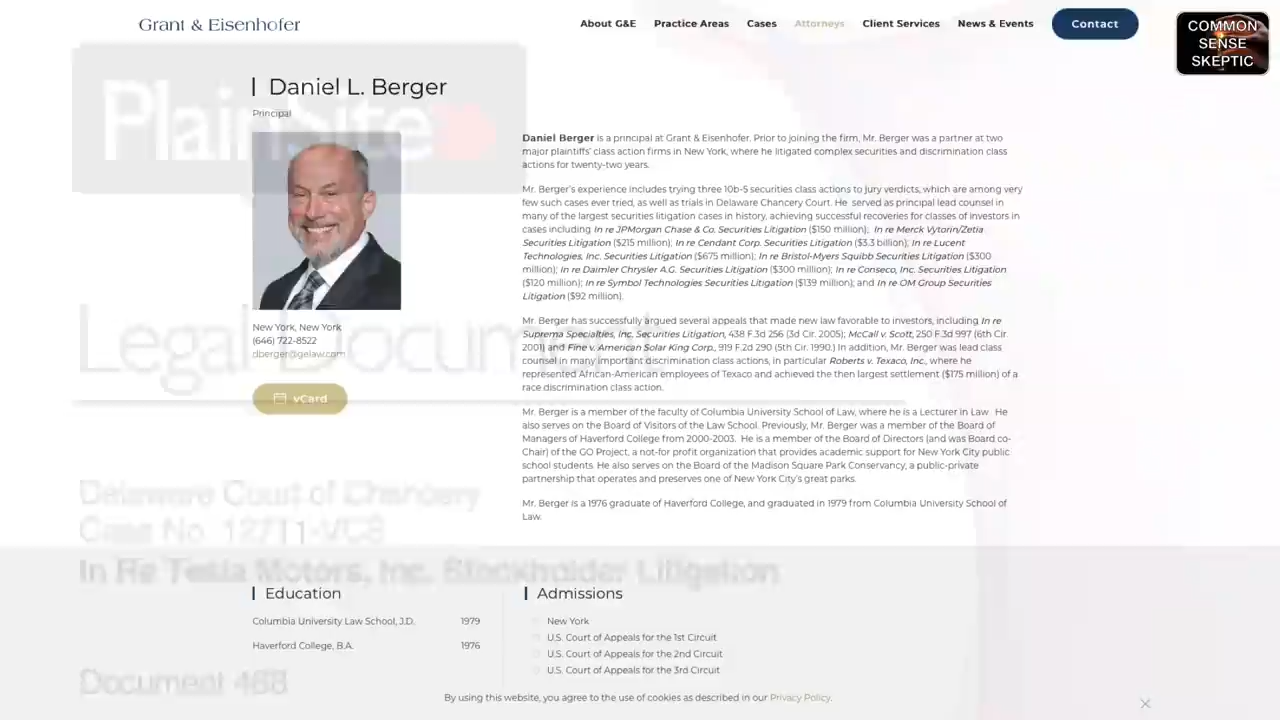 Grant & Eisenhofer
About G&E Practice Areas Cases Attorneys Client Services News & Events Contact
COMMON
SENSE
SKEPTIC
PlainSite
Daniel L. Berger
Principal
New York, New York
(646) 722-8522
dberger@gelaw.com
vCard
Daniel Berger is a principal at Grant & Eisenhofer. Prior to joining the firm, Mr. Berger was a partner at two
major plaintiffs' class action firms in New York, where he litigated complex securities and discrimination class
actions for twenty-two years.
Mr. Berger's experience includes trying three 10b-5 securities class actions to jury verdicts, which are among very
few such cases ever tried, as well as trials in Delaware Chancery Court. He served as principal lead counsel in
many of the largest securities litigation cases in history, achieving successful recoveries for classes of investors in
cases including In re JPMorgan Chase & Co. Securities Litigation ($150 million); In re Merck Vytorin/Zetia
Securities Litigation ($215 million); In re Cendant Corp. Securities Litigation ($3.3 billion); In re Lucent
Technologies, Inc. Securities Litigation ($675 million); In re Bristol-Myers Squibb Securities Litigation ($300
million); In re Daimler Chrysler A.G. Securities Litigation ($300 million); In re Conseco, Inc. Securities Litigation
($120 million); In re Symbol Technologies Securities Litigation ($139 million); and In re OM Group Securities
Litigation ($92 million).
Mr. Berger has successfully argued several appeals that made new law favorable to investors, including In re
Suprema Specialties, Inc. Securities Litigation, 438 F.3d 256 (3d Cir. 2005); McCall v. Scott, 250 F.3d 997 (6th Cir.
2001) and Fine v. American Solar King Corp., 919 F.2d 290 (5th Cir. 1990.) In addition, Mr. Berger was lead class
counsel in many important discrimination class actions, in particular Roberts v. Texaco, Inc., where he
represented African-American employees of Texaco and achieved the then largest settlement ($175 million) of a
race discrimination class action.
Mr. Berger is a member of the faculty of Columbia University School of Law, where he is a Lecturer in Law He
also serves on the Board of Visitors of the Law School. Previously, Mr. Berger was a member of the Board of
Managers of Haverford College from 2000-2003. He is a member of the Board of Directors (and was Board co-
Chair) of the GO Project, a not-for profit organization that provides academic support for New York City public
school students. He also serves on the Board of the Madison Square Park Conservancy, a public-private
partnership that operates and preserves one of New York City's great parks.
Mr. Berger is a 1976 graduate of Haverford College, and graduated in 1979 from Columbia University School of
Law.
Legal Document
Delaware Court of Chancery
Case No. 12711-VCS
In Re Tesla Motors, Inc. Stockholder Litigation
Document 468
Education
Columbia University Law School, J.D. 1979
Haverford College, B.A. 1976
Admissions
New York
U.S. Court of Appeals for the 1st Circuit
U.S. Court of Appeals for the 2nd Circuit
U.S. Court of Appeals for the 3rd Circuit
By using this website, you agree to the use of cookies as described in our Privacy Policy.